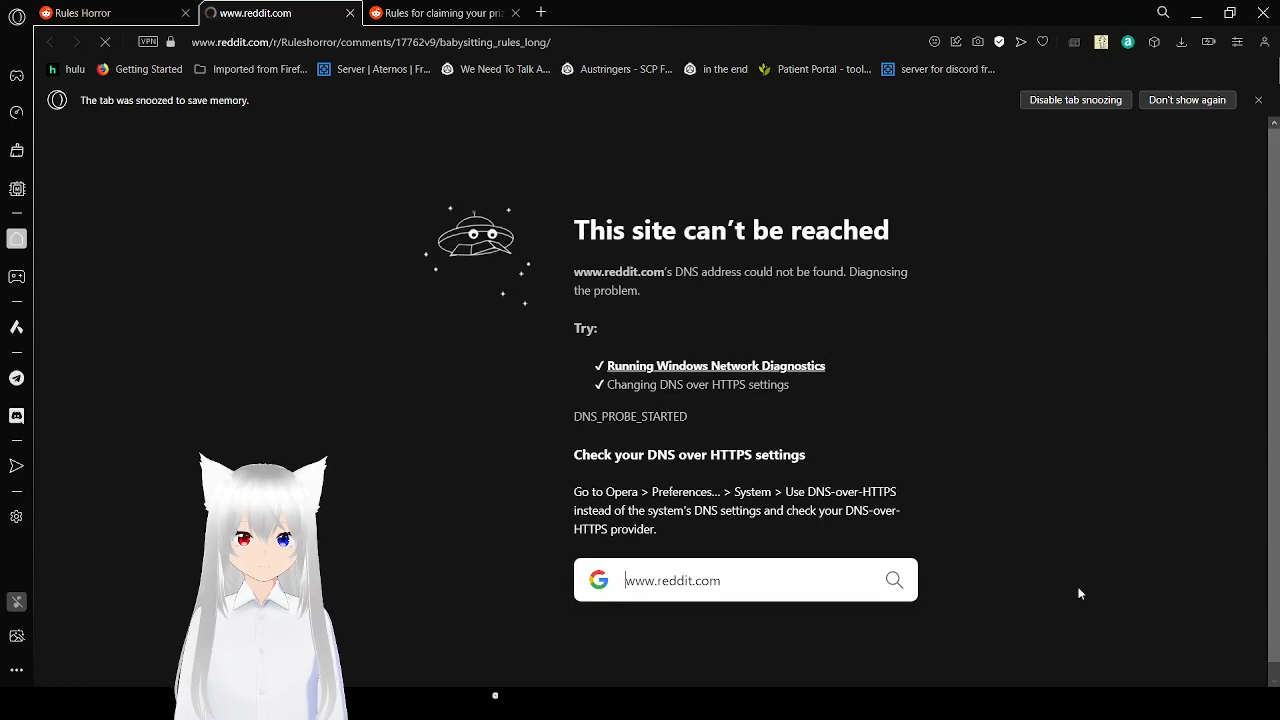 Rules Horror
www.reddit.com
Rules for claiming your priz
VPN
www.reddit.com/r/Ruleshorror/comments/17762v9/babysitting_rules_long/
h hulu
Getting Started
Imported from Firef...
Server | Aternos | Fr...
We Need To Talk A...
Austringers - SCP F...
in the end
Patient Portal - tool...
server for discord fr...
The tab was snoozed to save memory.
Disable tab snoozing
Don't show again
This site can't be reached
www.reddit.com's DNS address could not be found. Diagnosing
the problem.
Try:
✓ Running Windows Network Diagnostics
✓ Changing DNS over HTTPS settings
DNS_PROBE_STARTED
Check your DNS over HTTPS settings
Go to Opera > Preferences... > System > Use DNS-over-HTTPS
instead of the system's DNS settings and check your DNS-over-
HTTPS provider.
www.reddit.com